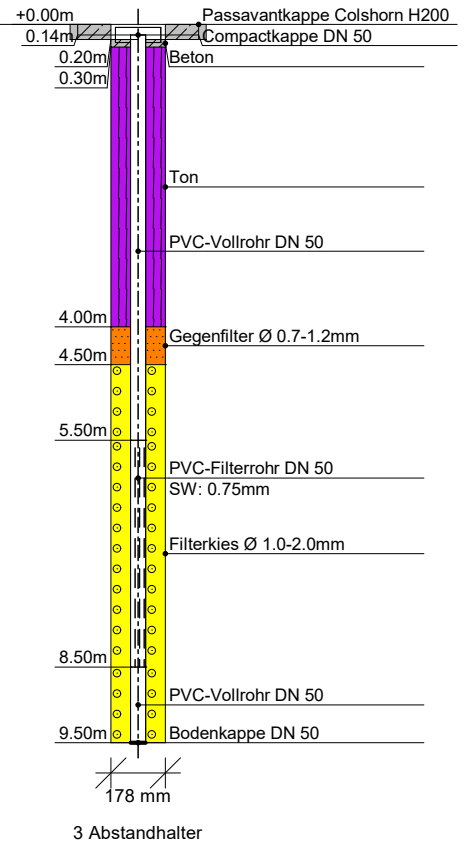 +0.00m Passavantkappe Colshorn H200
0.14m Compactkappe DN 50
0.20m Beton
0.30m
Ton
PVC-Vollrohr DN 50
4.00m
Gegenfilter Ø 0.7-1.2mm
4.50m
5.50m
PVC-Filterrohr DN 50
SW: 0.75mm
Filterkies Ø 1.0-2.0mm
8.50m
PVC-Vollrohr DN 50
9.50m Bodenkappe DN 50
178 mm
3 Abstandhalter